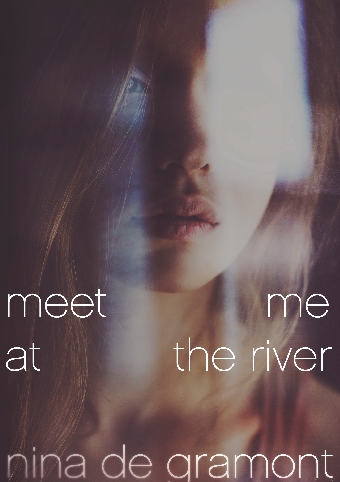 meet me
at the river
nina de gramont